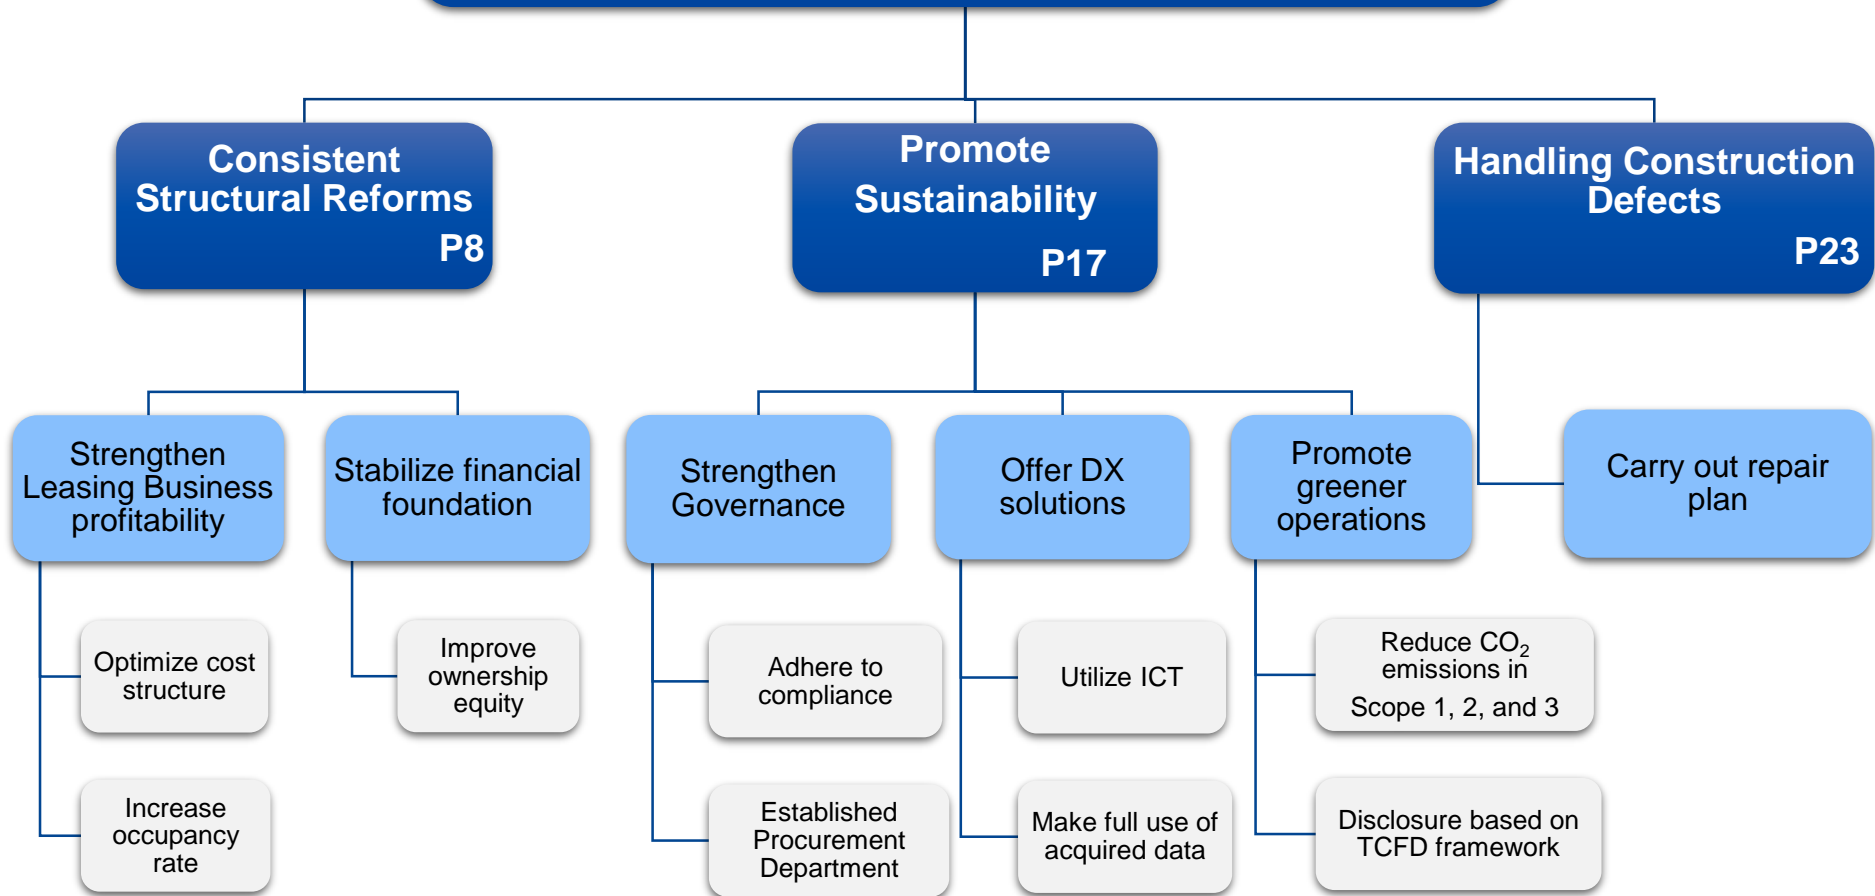 Consistent
Structural Reforms
P8
Promote
Sustainability
P17
Handling Construction
Defects
P23
Strengthen
Leasing Business
profitability
Stabilize financial
foundation
Strengthen
Governance
Offer DX
solutions
Promote
greener
operations
Carry out repair
plan
Optimize cost
structure
Improve
ownership
equity
Adhere to
compliance
Utilize ICT
Reduce CO₂
emissions in
Scope 1, 2, and 3
Increase
occupancy
rate
Established
Procurement
Department
Make full use of
acquired data
Disclosure based on
TCFD framework